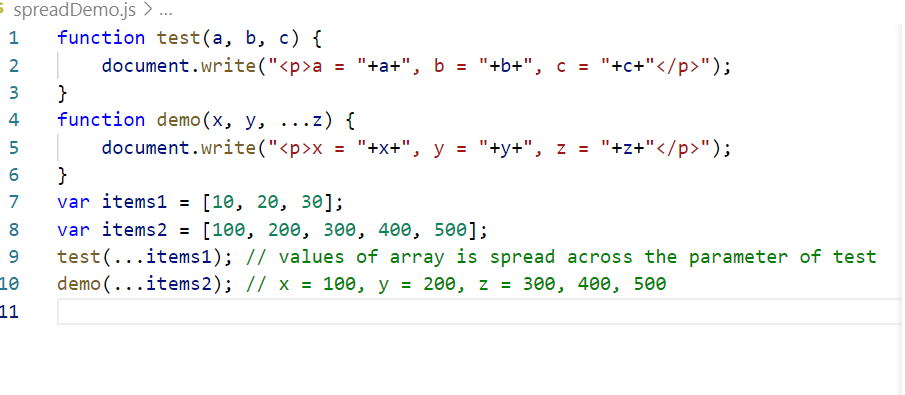 spreadDemo.js > ...
1 function test(a, b, c) {
2 document.write("<p>a = "+a+", b = "+b+", c = "+c+"</p>");
3 }
4 function demo(x, y, ...z) {
5 document.write("<p>x = "+x+", y = "+y+", z = "+z+"</p>");
6 }
7 var items1 = [10, 20, 30];
8 var items2 = [100, 200, 300, 400, 500];
9 test(...items1); // values of array is spread across the parameter of test
10 demo(...items2); // x = 100, y = 200, z = 300, 400, 500
11